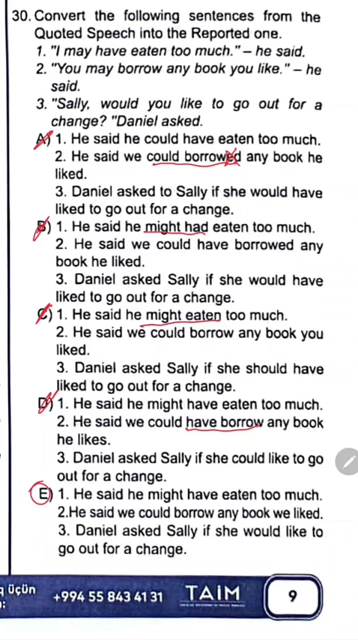 30. Convert the following sentences from the
Quoted Speech into the Reported one.
1. "I may have eaten too much." – he said.
2. "You may borrow any book you like." – he
said.
3. "Sally, would you like to go out for a
change? "Daniel asked.
A) 1. He said he could have eaten too much.
2. He said we could borrowed any book he
liked.
3. Daniel asked to Sally if she would have
liked to go out for a change.
B) 1. He said he might had eaten too much.
2. He said we could have borrowed any
book he liked.
3. Daniel asked Sally if she would have
liked to go out for a change.
C) 1. He said he might eaten too much.
2. He said we could borrow any book you
liked.
3. Daniel asked Sally if she should have
liked to go out for a change.
D) 1. He said he might have eaten too much.
2. He said we could have borrow any book
he likes.
3. Daniel asked Sally if she could like to go
out for a change.
E) 1. He said he might have eaten too much.
2.He said we could borrow any book we liked.
3. Daniel asked Sally if she would like to
go out for a change.
üçün
+994 55 843 41 31
TAIM
9